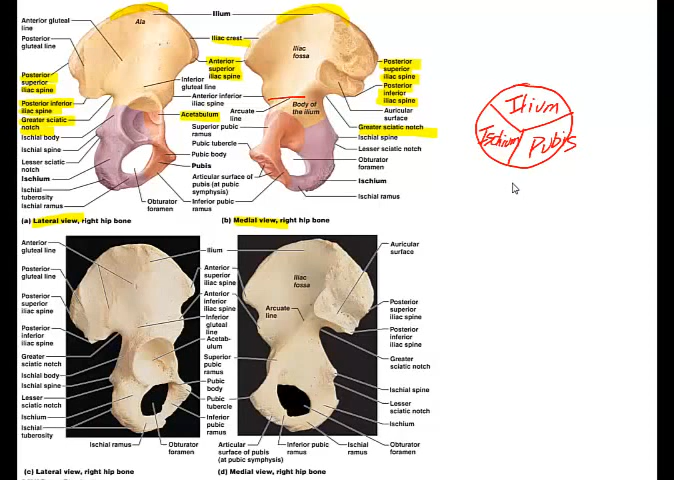 Anterior gluteal
line
Posterior
gluteal line
Posterior
superior
iliac spine
Posterior inferior
iliac spine
Greater sciatic
notch
Ischial body
Ischial spine
Lesser sciatic
notch
Ischium
Ischial
tuberosity
Ischial ramus
Ala
Ilium
Iliac crest
Anterior superior
iliac spine
Anterior inferior
iliac spine
Inferior
gluteal line
Acetabulum
Arcuate
line
Superior pubic
ramus
Pubic tubercle
Pubic body
Pubis
Articular surface of
pubis (at pubic
symphysis)
Obturator
foramen
Inferior pubic
ramus
Iliac
fossa
Body of
the ilium
Posterior
superior
iliac spine
Posterior
inferior
iliac spine
Auricular
surface
Greater sciatic notch
Ischial spine
Lesser sciatic notch
Obturator
foramen
Ischium
Ischial ramus
(a) Lateral view, right hip bone
(b) Medial view, right hip bone
Ilium
Ischium
Pubis
Anterior
gluteal line
Posterior
gluteal line
Posterior
superior
iliac spine
Posterior
inferior
iliac spine
Greater
sciatic notch
Ischial body
Ischial spine
Lesser
sciatic notch
Ischium
Ischial
tuberosity
Ischial ramus
Obturator
foramen
Ilium
Anterior
superior
iliac spine
Anterior
inferior
iliac spine
Inferior
gluteal
line
Acetab-
ulum
Superior
pubic
ramus
Pubic
body
Pubic
tubercle
Inferior
pubic
ramus
Iliac
fossa
Arcuate
line
Auricular
surface
Posterior
superior
iliac spine
Posterior
inferior
iliac spine
Greater
sciatic notch
Ischial spine
Lesser
sciatic notch
Ischium
Obturator
foramen
Articular
surface of pubis
(at pubic symphysis)
Inferior pubic
ramus
Ischial
ramus
(c) Lateral view, right hip bone
(d) Medial view, right hip bone